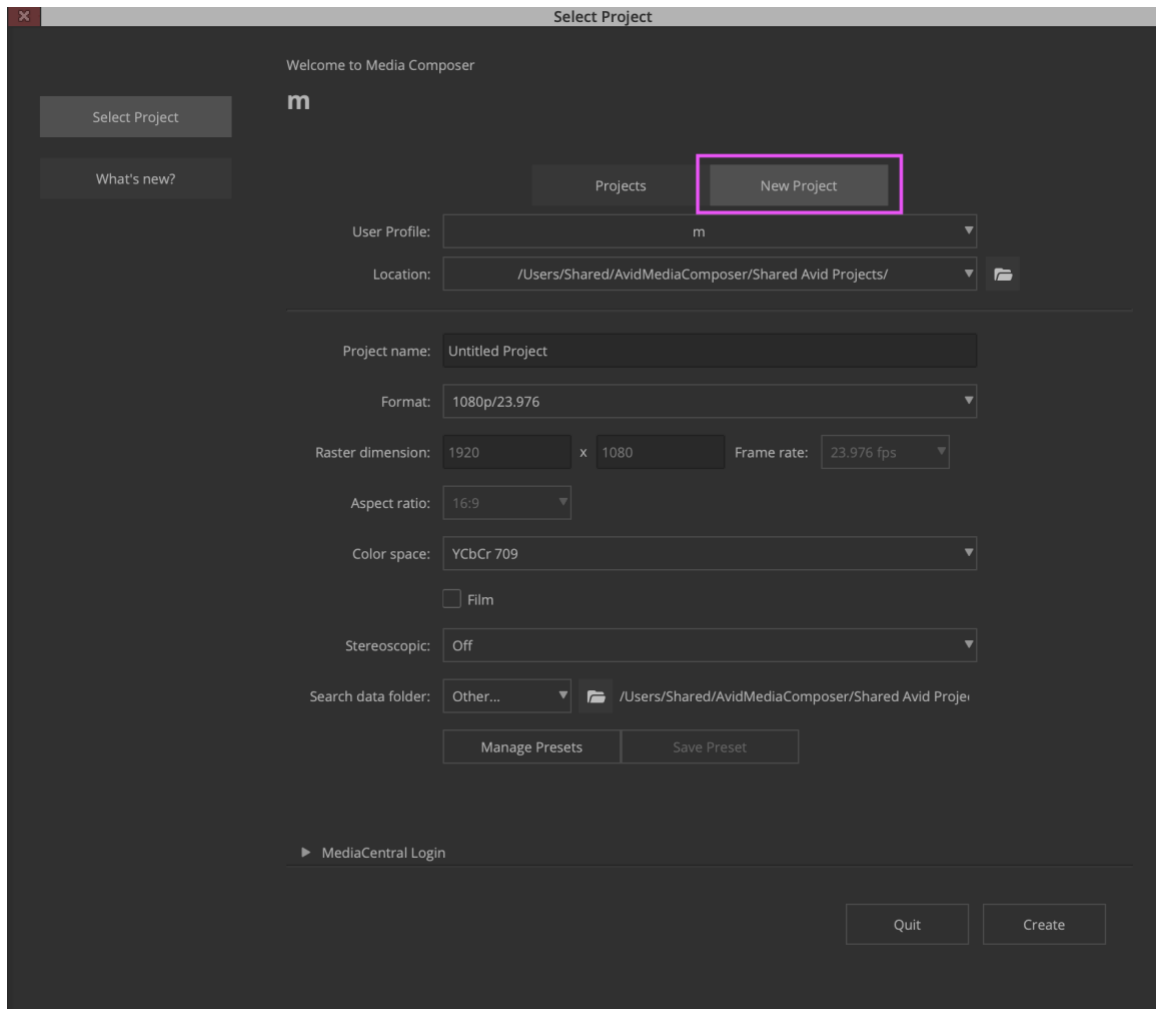 Select Project
Welcome to Media Composer
m
Select Project
What's new?
Projects
New Project
User Profile: m
Location: /Users/Shared/AvidMediaComposer/Shared Avid Projects/
Project name: Untitled Project
Format: 1080p/23.976
Raster dimension: 1920 x 1080 Frame rate: 23.976 fps
Aspect ratio: 16:9
Color space: YCbCr 709
Film
Stereoscopic: Off
Search data folder: Other... /Users/Shared/AvidMediaComposer/Shared Avid Proje
Manage Presets Save Preset
MediaCentral Login
Quit Create